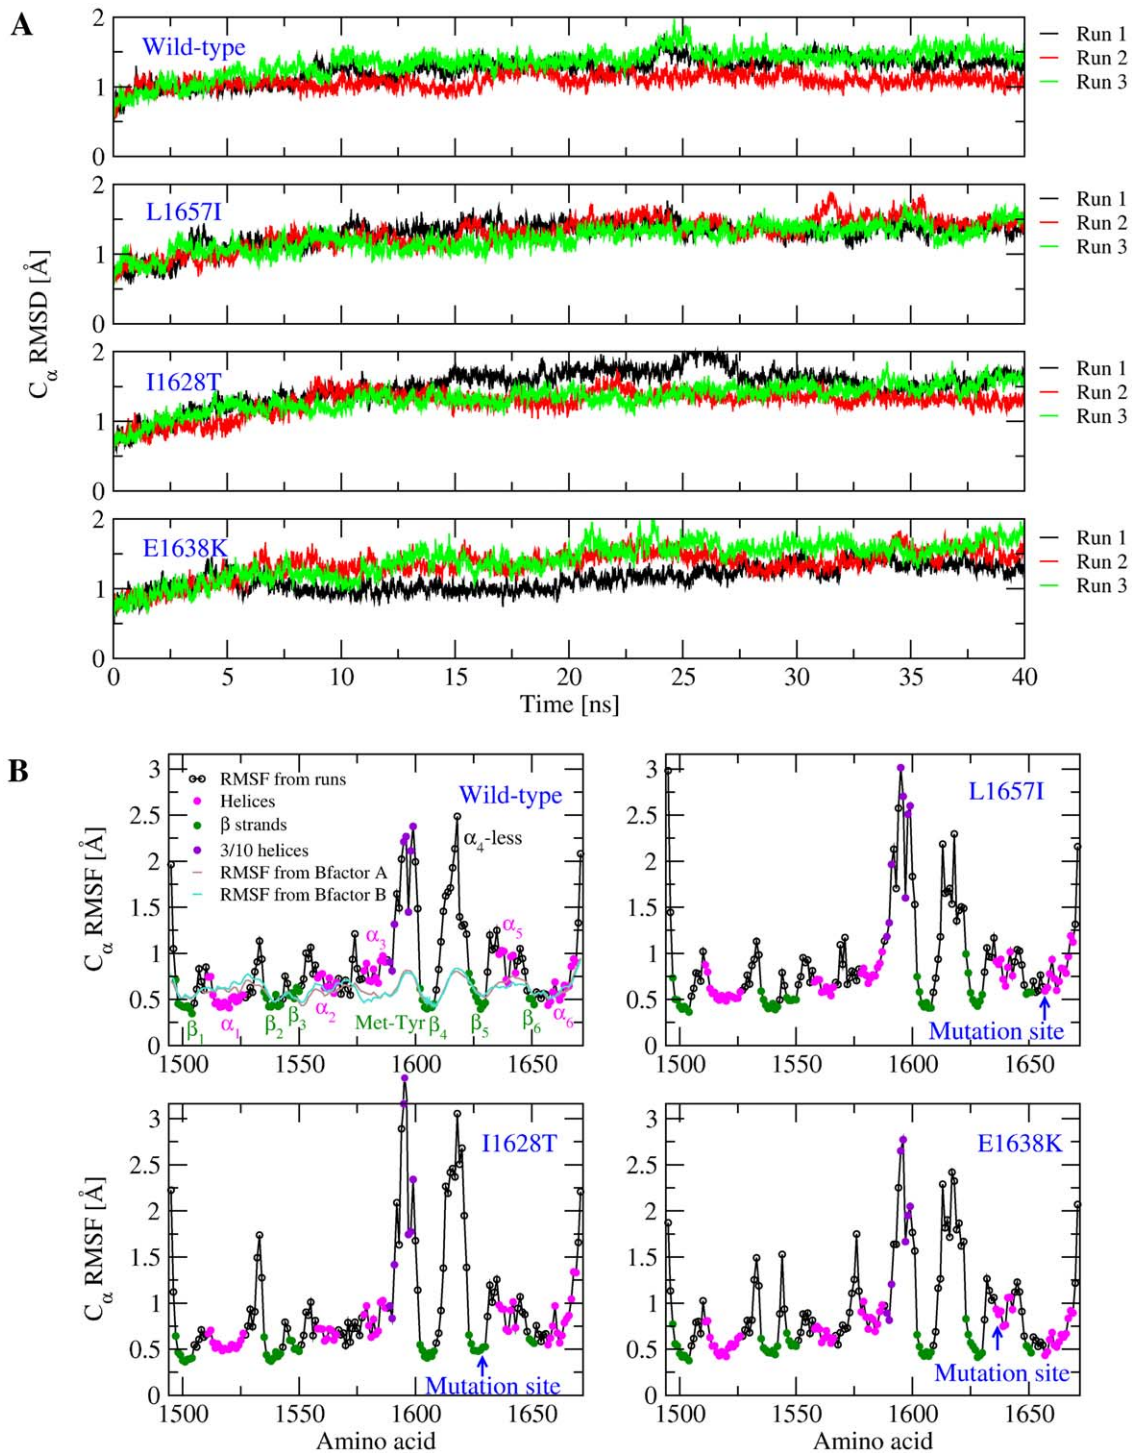 A
2
1
0
Wild-type
Run 1
Run 2
Run 3
2
1
0
L1657I
Run 1
Run 2
Run 3
Cα RMSD [Å]
2
1
0
I1628T
Run 1
Run 2
Run 3
2
1
0
E1638K
Run 1
Run 2
Run 3
0 5 10 15 20 25 30 35 40
Time [ns]
B
Cα RMSF [Å]
3
2.5
2
1.5
1
0.5
0
RMSF from runs
Helices
β strands
3/10 helices
RMSF from Bfactor A
RMSF from Bfactor B
Wild-type
α4-less
α3
α5
β1
α1
β2
β3
α2
Met-Tyr
β4
β5
β6
α6
1500 1550 1600 1650
3
2.5
2
1.5
1
0.5
0
L1657I
Mutation site
1500 1550 1600 1650
Cα RMSF [Å]
3
2.5
2
1.5
1
0.5
0
I1628T
Mutation site
1500 1550 1600 1650
Amino acid
3
2.5
2
1.5
1
0.5
0
E1638K
Mutation site
1500 1550 1600 1650
Amino acid